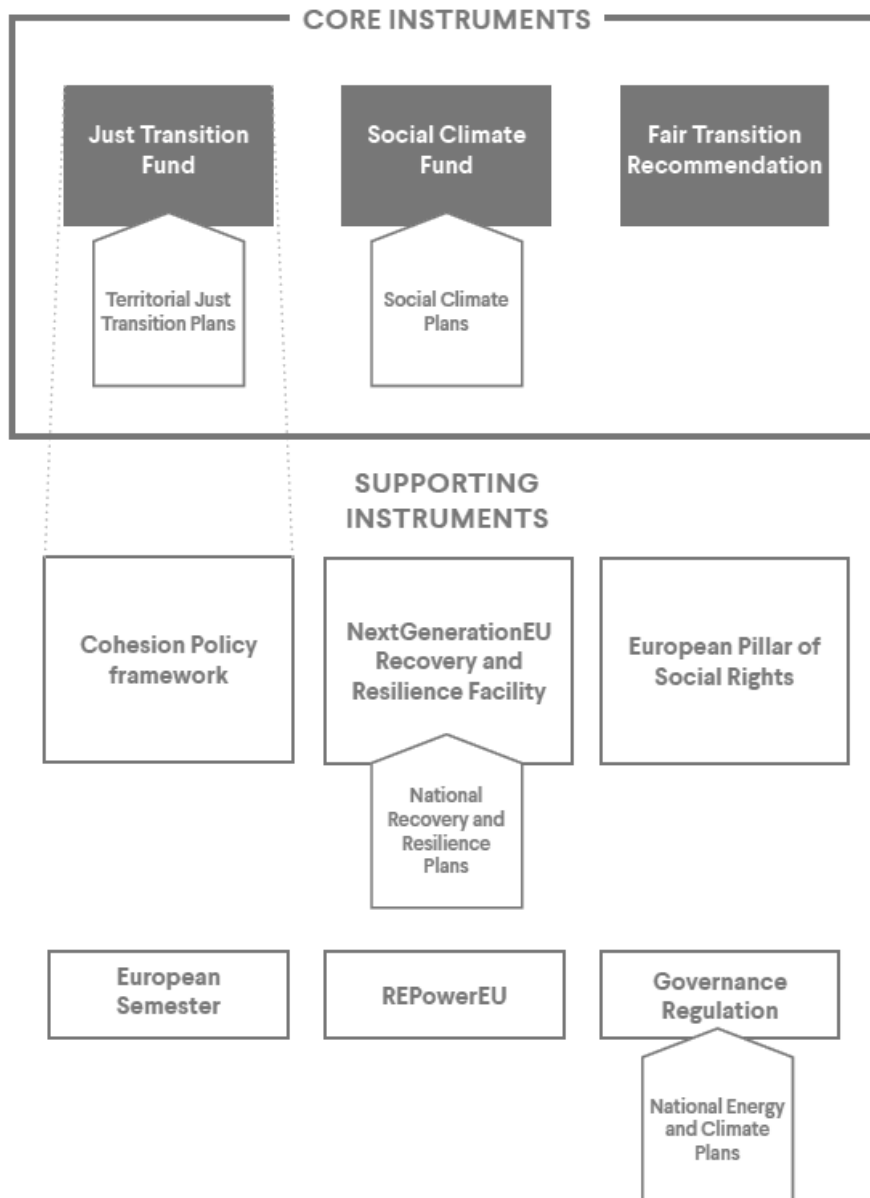 CORE INSTRUMENTS
Just Transition
Fund
Social Climate
Fund
Fair Transition
Recommendation
Territorial Just
Transition Plans
Social Climate
Plans
SUPPORTING
INSTRUMENTS
Cohesion Policy
framework
NextGenerationEU
Recovery and
Resilience Facility
European Pillar of
Social Rights
National
Recovery and
Resilience
Plans
European
Semester
REPowerEU
Governance
Regulation
National Energy
and Climate
Plans